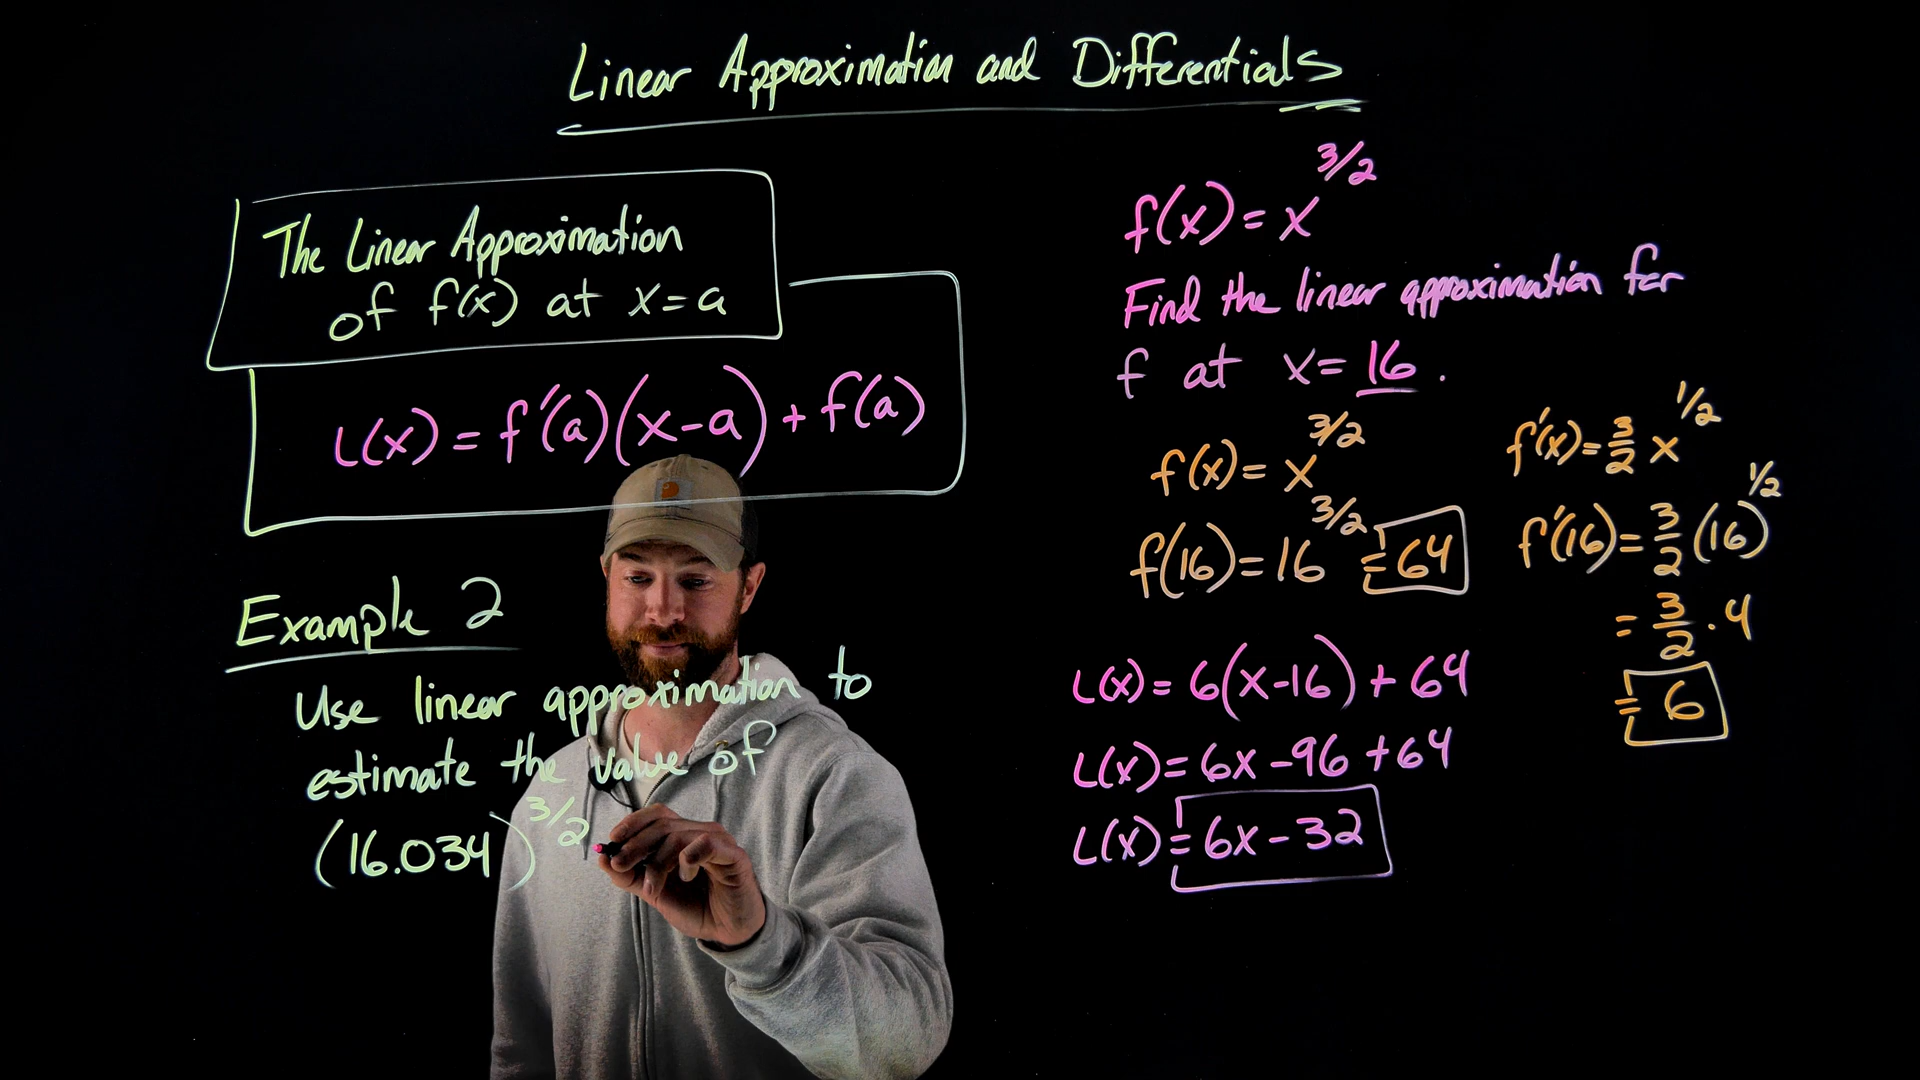 Linear Approximation and Differentials
The Linear Approximation
of f(x) at x=a
L(x) = f'(a)(x-a) + f(a)
Example 2
Use linear approximation to
estimate the value of
(16.034)^3/2
f(x) = x^3/2
Find the linear approximation for
f at x= 16.
f(x) = x^3/2
f(16) = 16^3/2 = 64
f'(x) = 3/2 x^1/2
f'(16) = 3/2 (16)^1/2
= 3/2 · 4
= 6
L(x) = 6(x-16) + 64
L(x) = 6x - 96 + 64
L(x) = 6x - 32